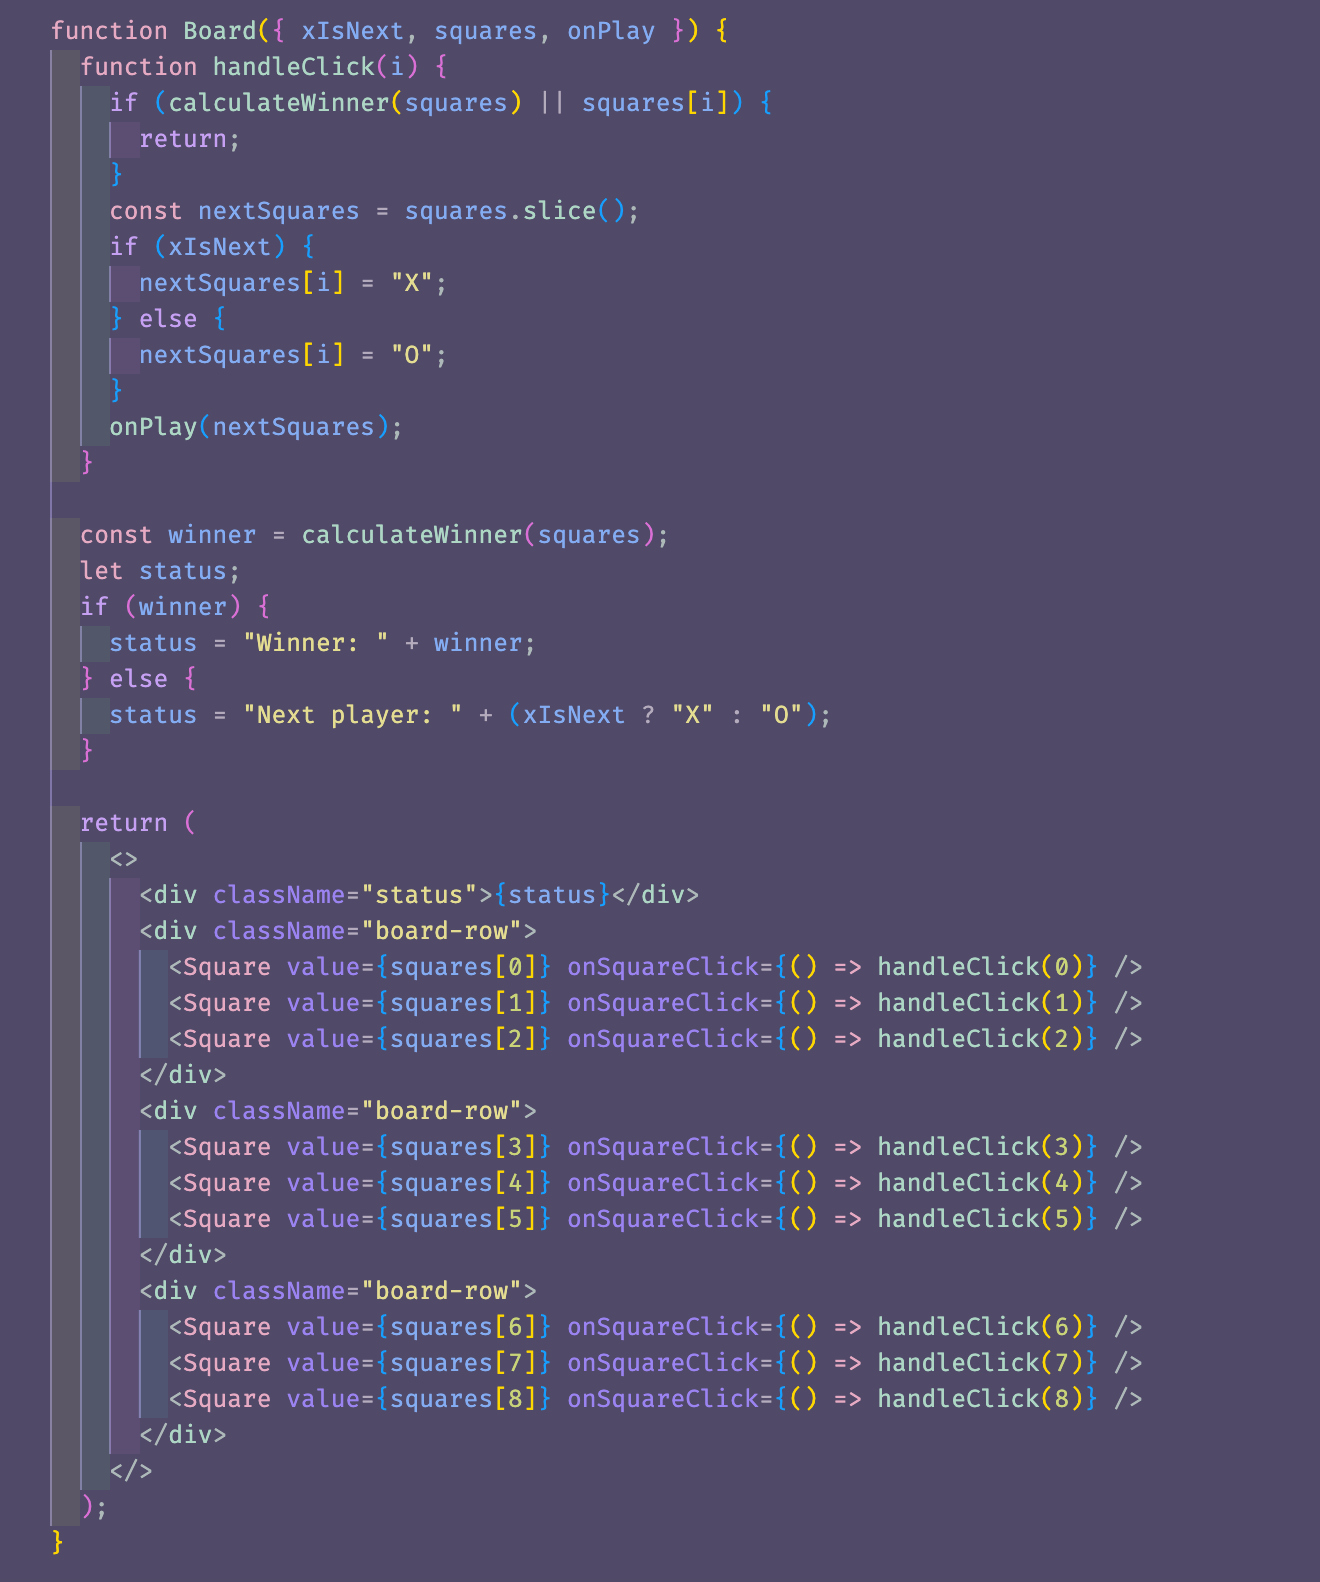 function Board({ xIsNext, squares, onPlay }) {
  function handleClick(i) {
    if (calculateWinner(squares) || squares[i]) {
      return;
    }
    const nextSquares = squares.slice();
    if (xIsNext) {
      nextSquares[i] = "X";
    } else {
      nextSquares[i] = "O";
    }
    onPlay(nextSquares);
  }

  const winner = calculateWinner(squares);
  let status;
  if (winner) {
    status = "Winner: " + winner;
  } else {
    status = "Next player: " + (xIsNext ? "X" : "O");
  }

  return (
    <>
      <div className="status">{status}</div>
      <div className="board-row">
        <Square value={squares[0]} onSquareClick={() => handleClick(0)} />
        <Square value={squares[1]} onSquareClick={() => handleClick(1)} />
        <Square value={squares[2]} onSquareClick={() => handleClick(2)} />
      </div>
      <div className="board-row">
        <Square value={squares[3]} onSquareClick={() => handleClick(3)} />
        <Square value={squares[4]} onSquareClick={() => handleClick(4)} />
        <Square value={squares[5]} onSquareClick={() => handleClick(5)} />
      </div>
      <div className="board-row">
        <Square value={squares[6]} onSquareClick={() => handleClick(6)} />
        <Square value={squares[7]} onSquareClick={() => handleClick(7)} />
        <Square value={squares[8]} onSquareClick={() => handleClick(8)} />
      </div>
    </>
  );
}